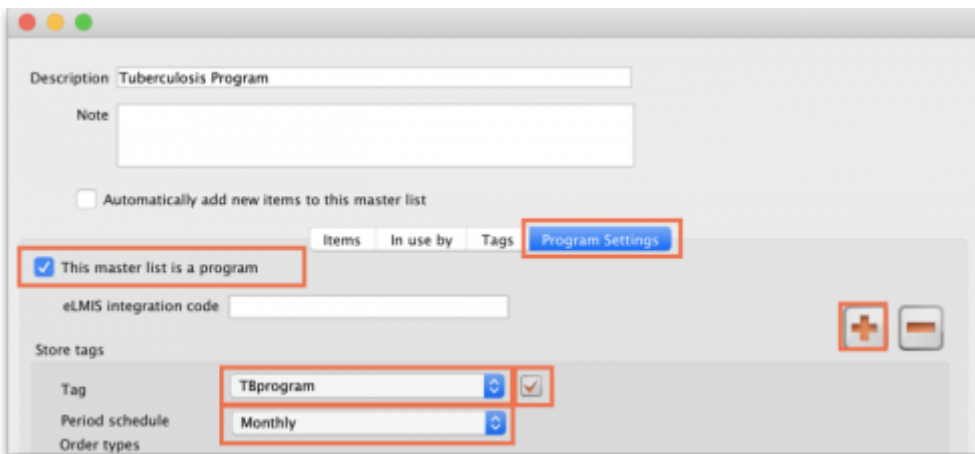 Description Tuberculosis Program
Note
Automatically add new items to this master list
Items In use by Tags Program Settings
This master list is a program
eLMIS integration code
Store tags
Tag TBprogram
Period schedule Monthly
Order types